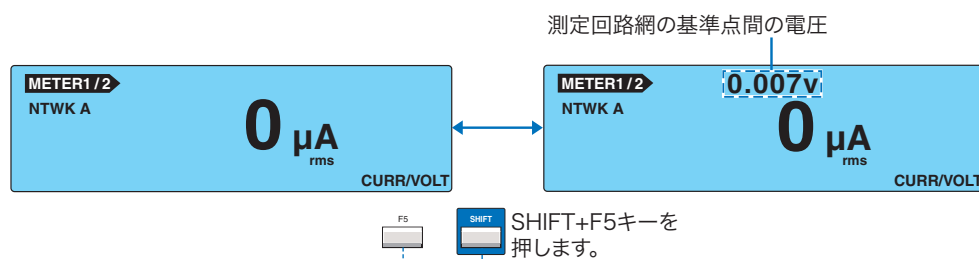 測定回路網の基準点間の電圧
METER1/2
NTWK A
0 μA
rms
CURR/VOLT
METER1/2
0.007v
NTWK A
0 μA
rms
CURR/VOLT
F5
SHIFT
SHIFT+F5キーを
押します。